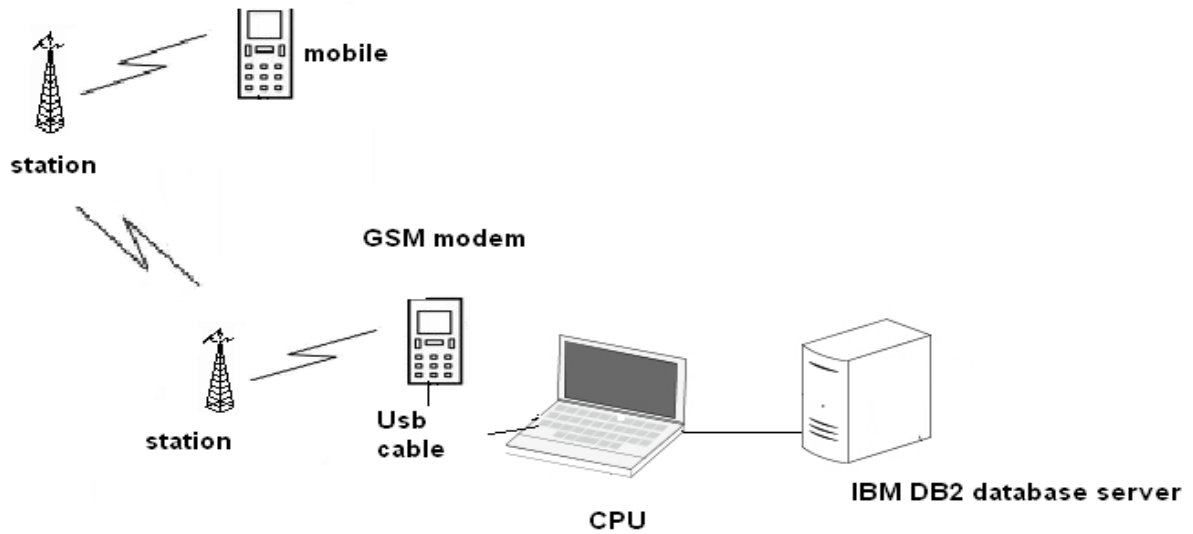 mobile
station
GSM modem
Usb
cable
station
IBM DB2 database server
CPU